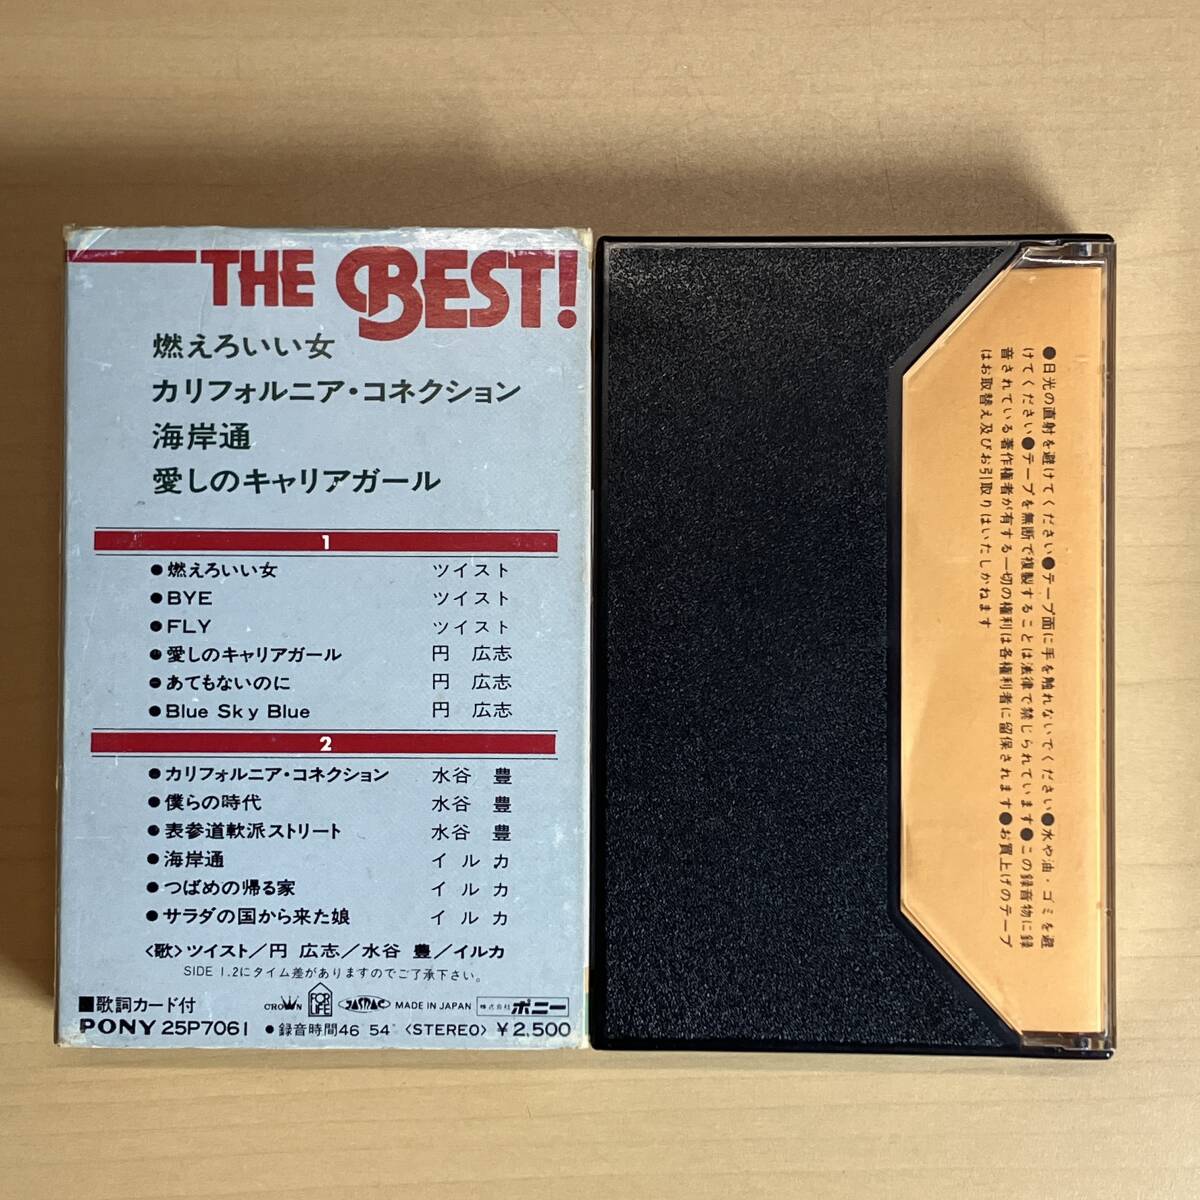 THE BEST!
燃えろいい女
カリフォルニア・コネクション
海岸通
愛しのキャリアガール
1
●燃えろいい女 ツイスト
●BYE ツイスト
●FLY ツイスト
●愛しのキャリアガール 円 広志
●あてもないのに 円 広志
●Blue Sky Blue 円 広志
2
●カリフォルニア・コネクション 水谷 豊
●僕らの時代 水谷 豊
●表参道軟派ストリート 水谷 豊
●海岸通 イルカ
●つばめの帰る家 イルカ
●サラダの国から来た娘 イルカ
〈歌〉ツイスト/円 広志/水谷 豊/イルカ
SIDE 1.2にタイム差がありますのでご了承下さい。
■歌詞カード付 CROWN FOR LIFE JASRAC MADE IN JAPAN 株式会社ポニー
PONY 25P7061 ●録音時間46′54″〈STEREO〉¥2,500
●日光の直射を避けてください●テープ面に手を触れないでください●水や油・ゴミを避
けてください●テープを無断で複製することは法律で禁じられています●この録音物に録
音されている著作権者が有する一切の権利は各権利者に留保されます●お買上げのテープ
はお取替え及びお引取りはいたしかねます